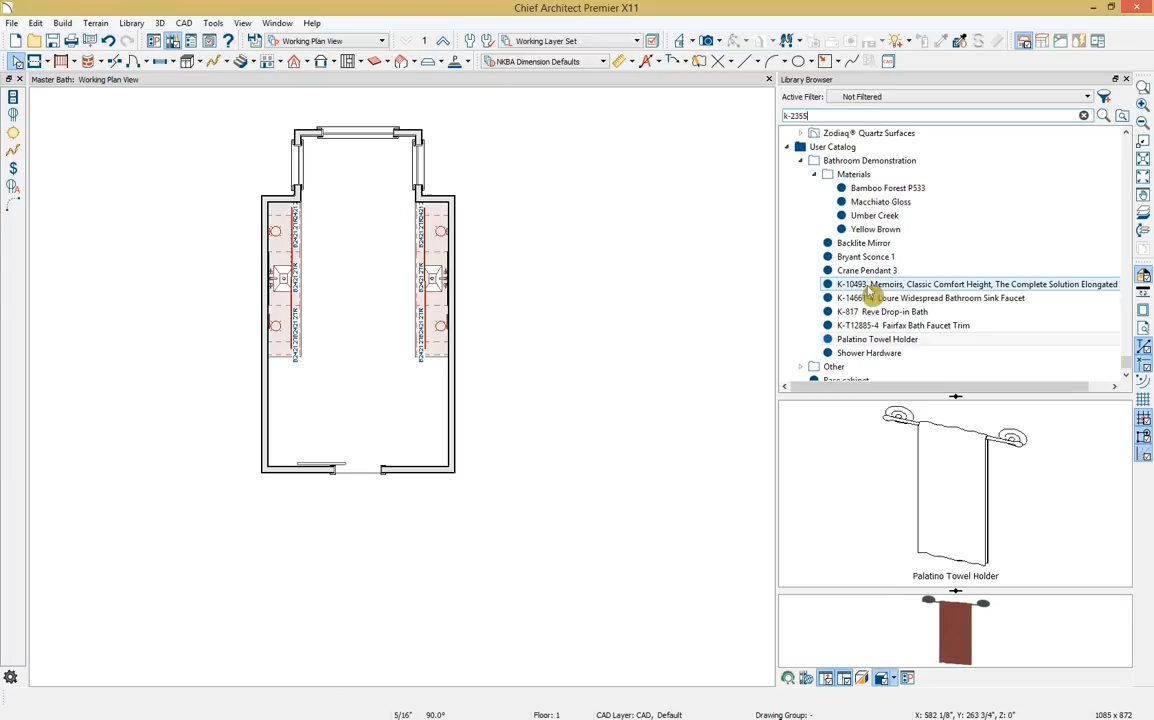 Chief Architect Premier X11
File Edit Build Terrain Library 3D CAD Tools View Window Help
Working Plan View 1 Working Layer Set
NKBA Dimension Defaults
Master Bath: Working Plan View
Library Browser
Active Filter: Not Filtered
k-2355
Zodiaq® Quartz Surfaces
User Catalog
Bathroom Demonstration
Materials
Bamboo Forest P533
Macchiato Gloss
Umber Creek
Yellow Brown
Backlite Mirror
Bryant Sconce 1
Crane Pendant 3
K-10493, Memoirs, Classic Comfort Height, The Complete Solution Elongated
Loure Widespread Bathroom Sink Faucet
K-817 Reve Drop-in Bath
K-T12885-4 Fairfax Bath Faucet Trim
Palatino Towel Holder
Shower Hardware
Other
Base cabinet
Palatino Towel Holder
5/16" 90.0° Floor: 1 CAD Layer: CAD, Default Drawing Group: - X: 582 1/8", Y: 263 3/4", Z: 0" 1085 x 872